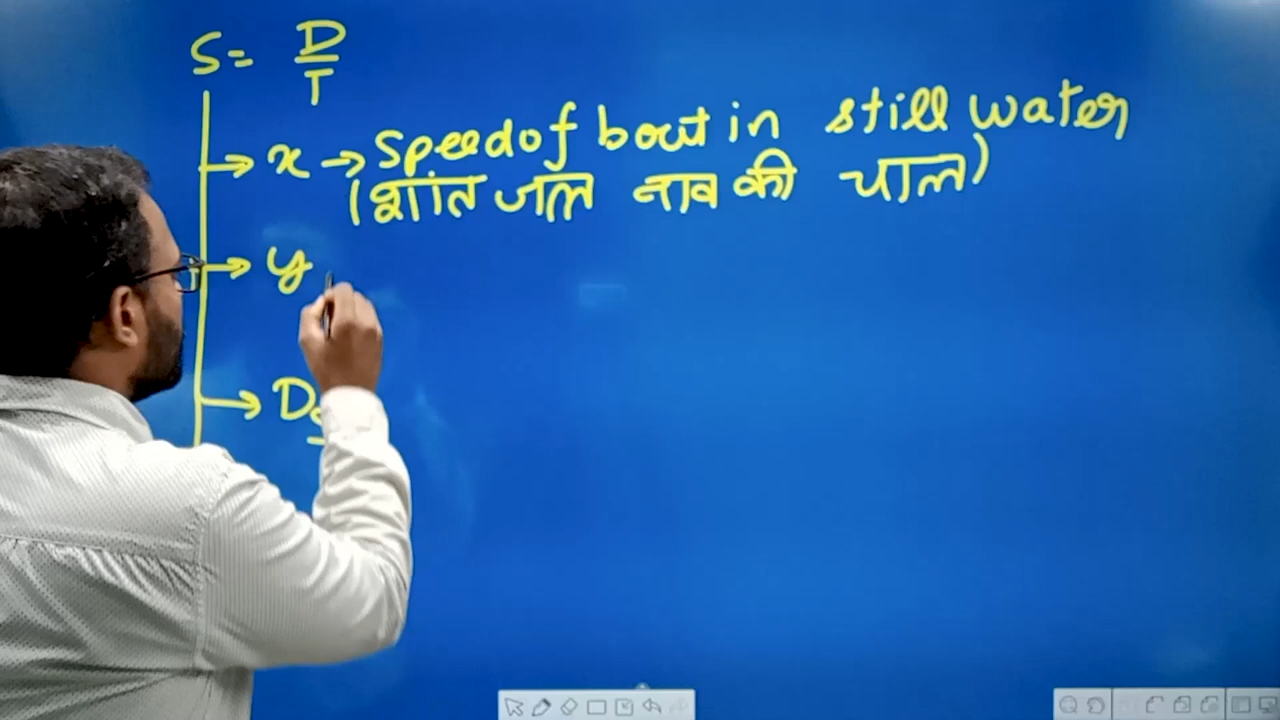 S = D/T
→ x → Speed of boat in still water
(शांत जल नाव की चाल)
→ y
→ D